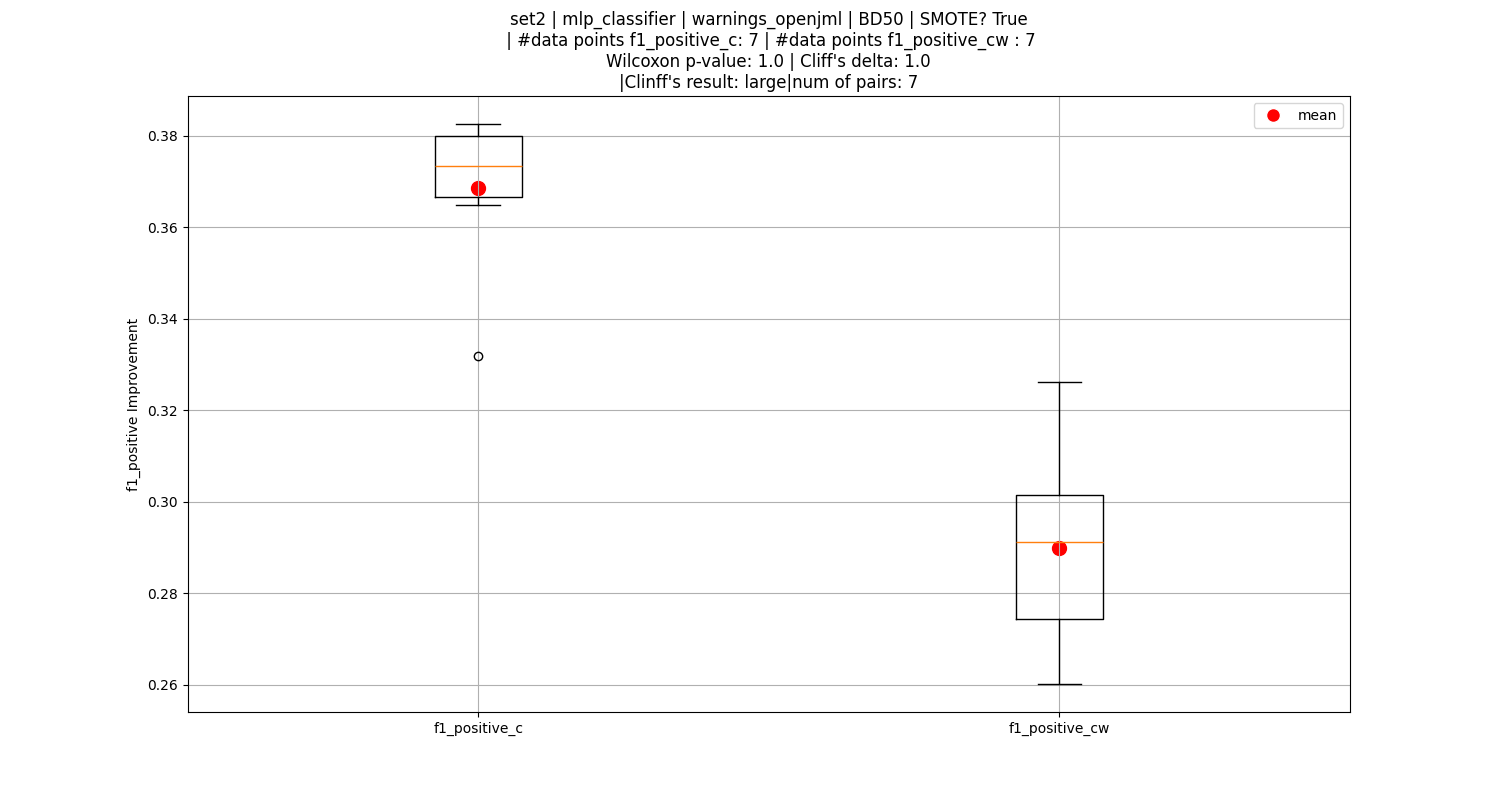 set2 | mlp_classifier | warnings_openjml | BD50 | SMOTE? True
| #data points f1_positive_c: 7 | #data points f1_positive_cw : 7
Wilcoxon p-value: 1.0 | Cliff's delta: 1.0
|Clinff's result: large|num of pairs: 7
mean
0.38
0.36
0.34
0.32
0.30
0.28
0.26
f1_positive Improvement
f1_positive_c
f1_positive_cw